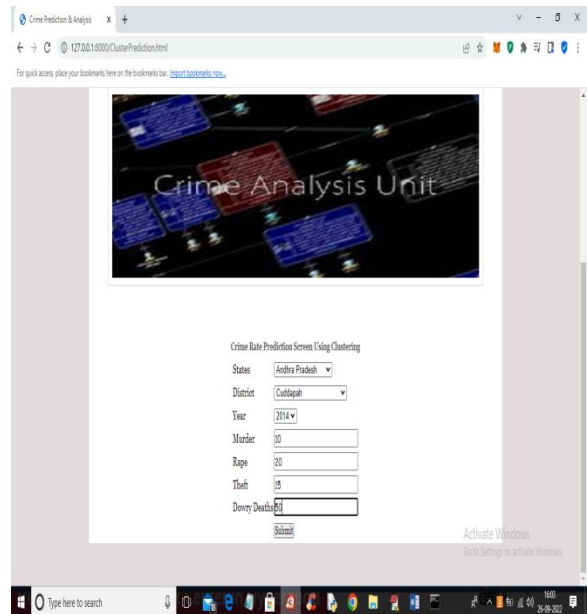 Crime Prediction & Analysis
127.0.0.1:8000/ClusterPrediction.html
For quick access, place your bookmarks here on the bookmarks bar. Import bookmarks now...
Crime Analysis Unit
Crime Rate Prediction Screen Using Clustering
States Andhra Pradesh
District Cuddapah
Year 2014
Murder 10
Rape 20
Theft 15
Dowry Deaths 50
Submit
Activate Windows
Go to Settings to activate Windows.
Type here to search
16:03
26-09-2022